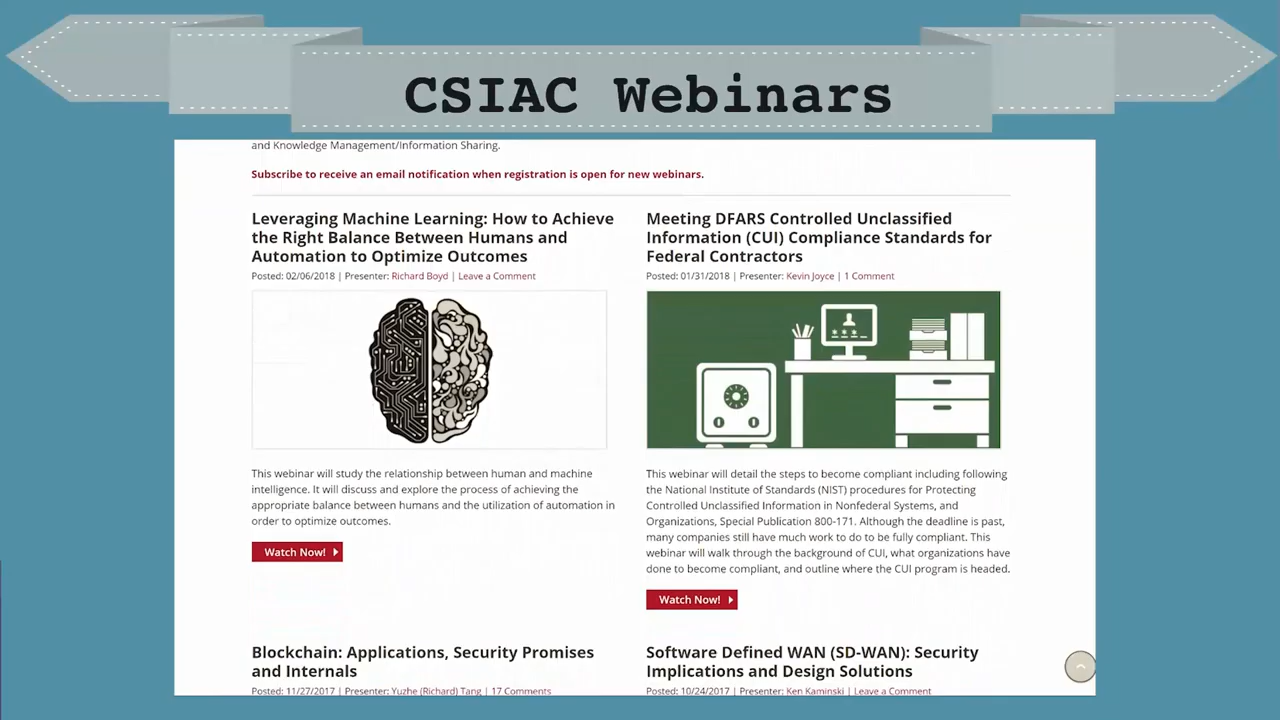 CSIAC Webinars
and Knowledge Management/Information Sharing.
Subscribe to receive an email notification when registration is open for new webinars.
Leveraging Machine Learning: How to Achieve
the Right Balance Between Humans and
Automation to Optimize Outcomes
Posted: 02/06/2018 | Presenter: Richard Boyd | Leave a Comment
This webinar will study the relationship between human and machine
intelligence. It will discuss and explore the process of achieving the
appropriate balance between humans and the utilization of automation in
order to optimize outcomes.
Watch Now!
Meeting DFARS Controlled Unclassified
Information (CUI) Compliance Standards for
Federal Contractors
Posted: 01/31/2018 | Presenter: Kevin Joyce | 1 Comment
This webinar will detail the steps to become compliant including following
the National Institute of Standards (NIST) procedures for Protecting
Controlled Unclassified Information in Nonfederal Systems, and
Organizations, Special Publication 800-171. Although the deadline is past,
many companies still have much work to do to be fully compliant. This
webinar will walk through the background of CUI, what organizations have
done to become compliant, and outline where the CUI program is headed.
Watch Now!
Blockchain: Applications, Security Promises
and Internals
Posted: 11/27/2017 | Presenter: Yuzhe (Richard) Tang | 17 Comments
Software Defined WAN (SD-WAN): Security
Implications and Design Solutions
Posted: 10/24/2017 | Presenter: Ken Kaminski | Leave a Comment